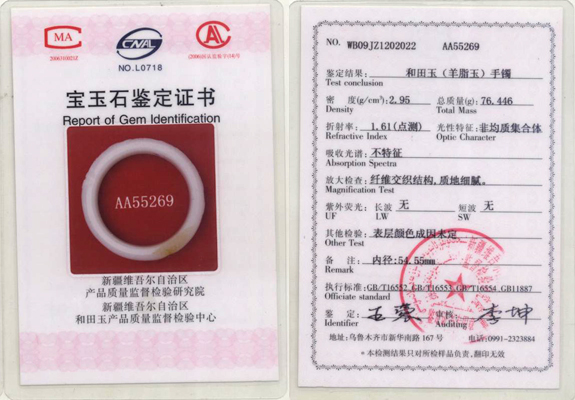 CMA
CNAL
CAL
NO.L0718
宝玉石鉴定证书
Report of Gem Identification
AA55269
新疆维吾尔自治区
产品质量监督检验研究院
新疆维吾尔自治区
和田玉产品质量监督检验中心
NO. WB09JZ1202022 AA55269
鉴定结果: 和田玉（羊脂玉）手镯
Test conclusion
密 度(g/cm³): 2.95 总质量(g): 76.446
Density Total Mass
折射率: 1.61(点测) 光性特征: 非均质集合体
Refractive Index Optic Character
吸收光谱: 不特征
Absorption Spectra
放大检查: 纤维交织结构,质地细腻。
Magnification Test
紫外荧光: 长波 无 短波 无
UF LW SW
其他检验: 表层颜色成因未定
Other Test
备 注: 内径:54.55mm
Remark
执行标准: GB/T16552、GB/T16553、GB/T16554、GB11887
Officiate standard
鉴 定: 审核:
Identifier Auditing 李坤
地址: 乌鲁木齐市新华南路 167 号 电话: 0991-2323884
*本检测结果只对所检样品负责,翻印无效